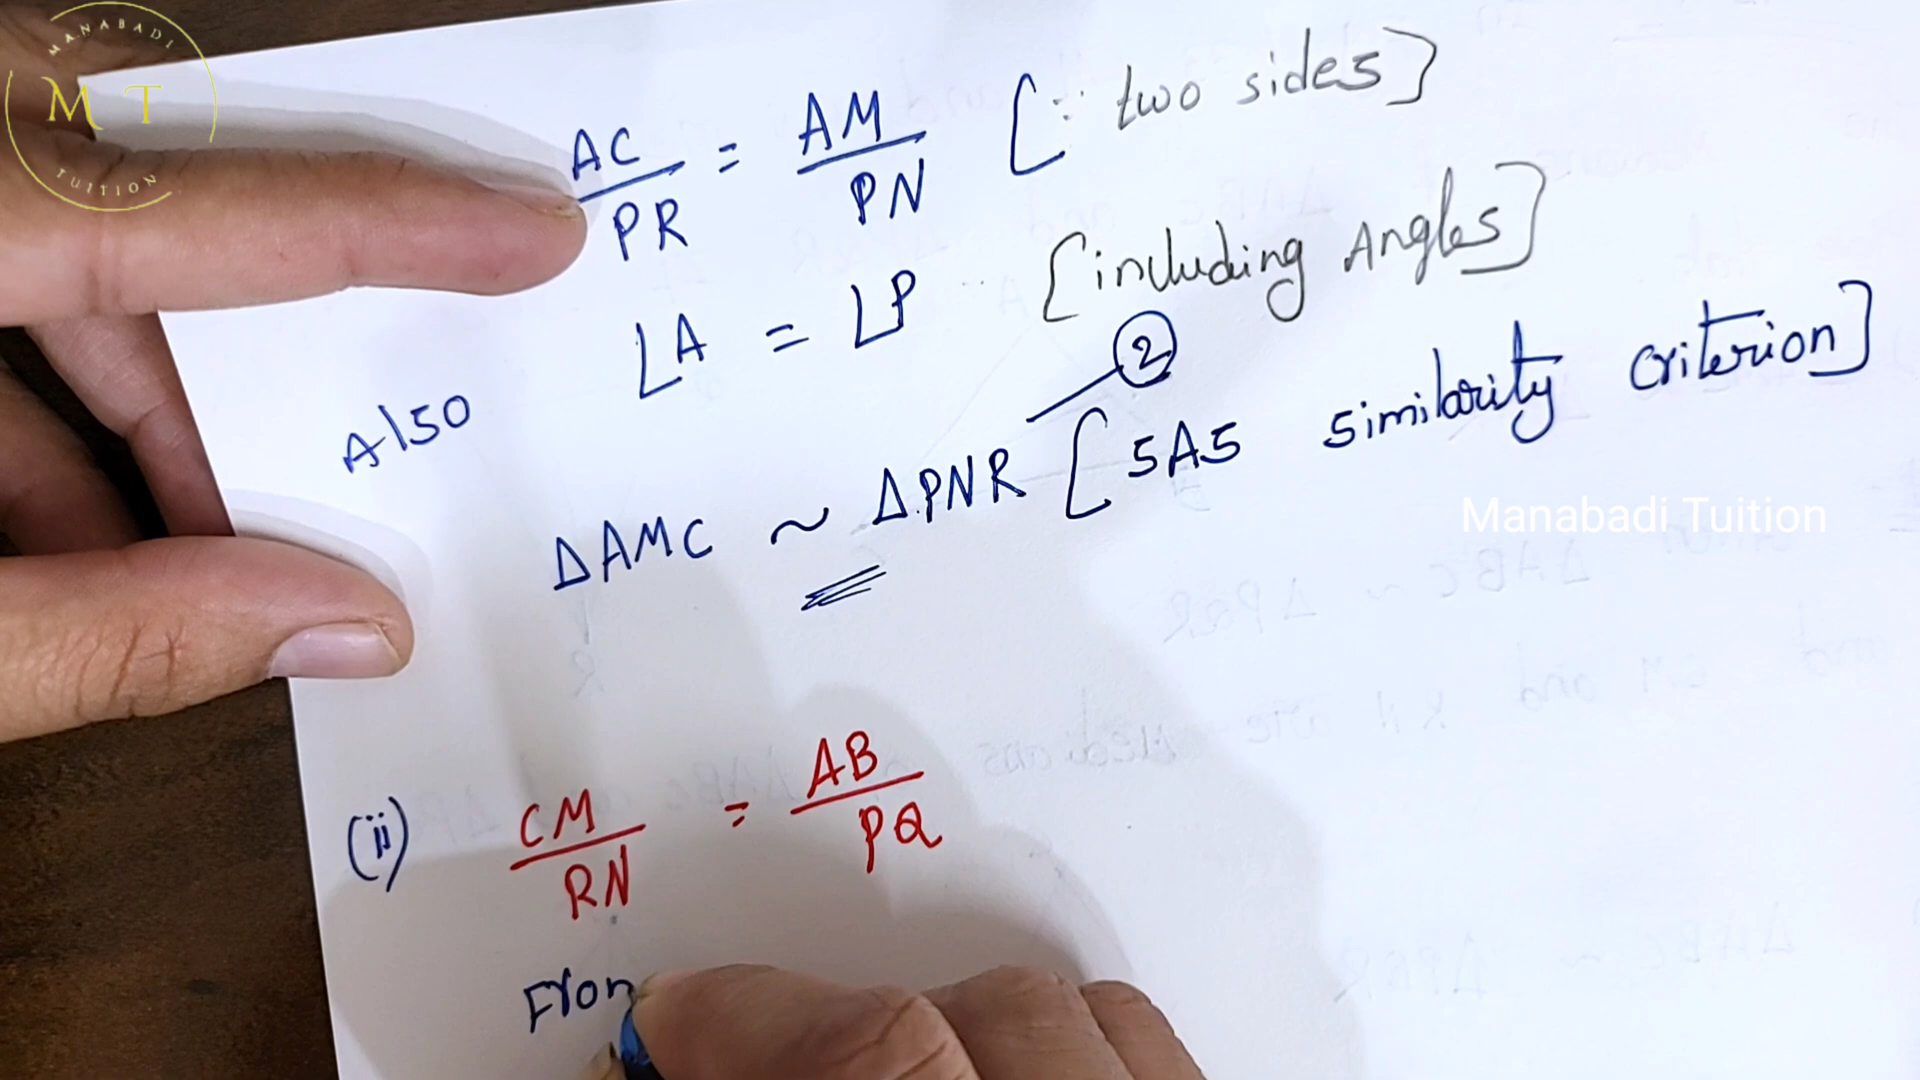 MANABADI
M T
TUITION
AC/PR = AM/PN [∵ two sides]
∠A = ∠P [including Angles]
Also
②
ΔAMC ~ ΔPNR [SAS similarity criterion]
Manabadi Tuition
(ii) CM/RN = AB/PQ
From